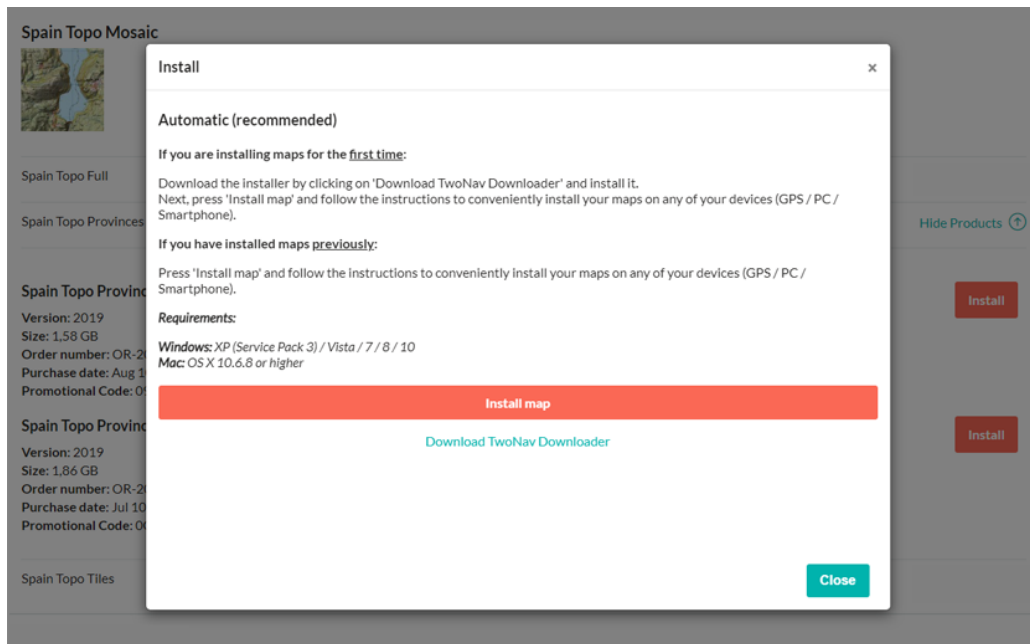 Spain Topo Mosaic
Install
×
Automatic (recommended)
If you are installing maps for the first time:
Download the installer by clicking on 'Download TwoNav Downloader' and install it.
Next, press 'Install map' and follow the instructions to conveniently install your maps on any of your devices (GPS / PC /
Smartphone).
If you have installed maps previously:
Press 'Install map' and follow the instructions to conveniently install your maps on any of your devices (GPS / PC /
Smartphone).
Requirements:
Windows: XP (Service Pack 3) / Vista / 7 / 8 / 10
Mac: OS X 10.6.8 or higher
Install map
Download TwoNav Downloader
Close
Spain Topo Full
Spain Topo Provinces
Hide Products
Spain Topo Provinc
Install
Version: 2019
Size: 1,58 GB
Order number: OR-20
Purchase date: Aug 1
Promotional Code: 0
Spain Topo Provinc
Install
Version: 2019
Size: 1,86 GB
Order number: OR-20
Purchase date: Jul 10
Promotional Code: 0
Spain Topo Tiles